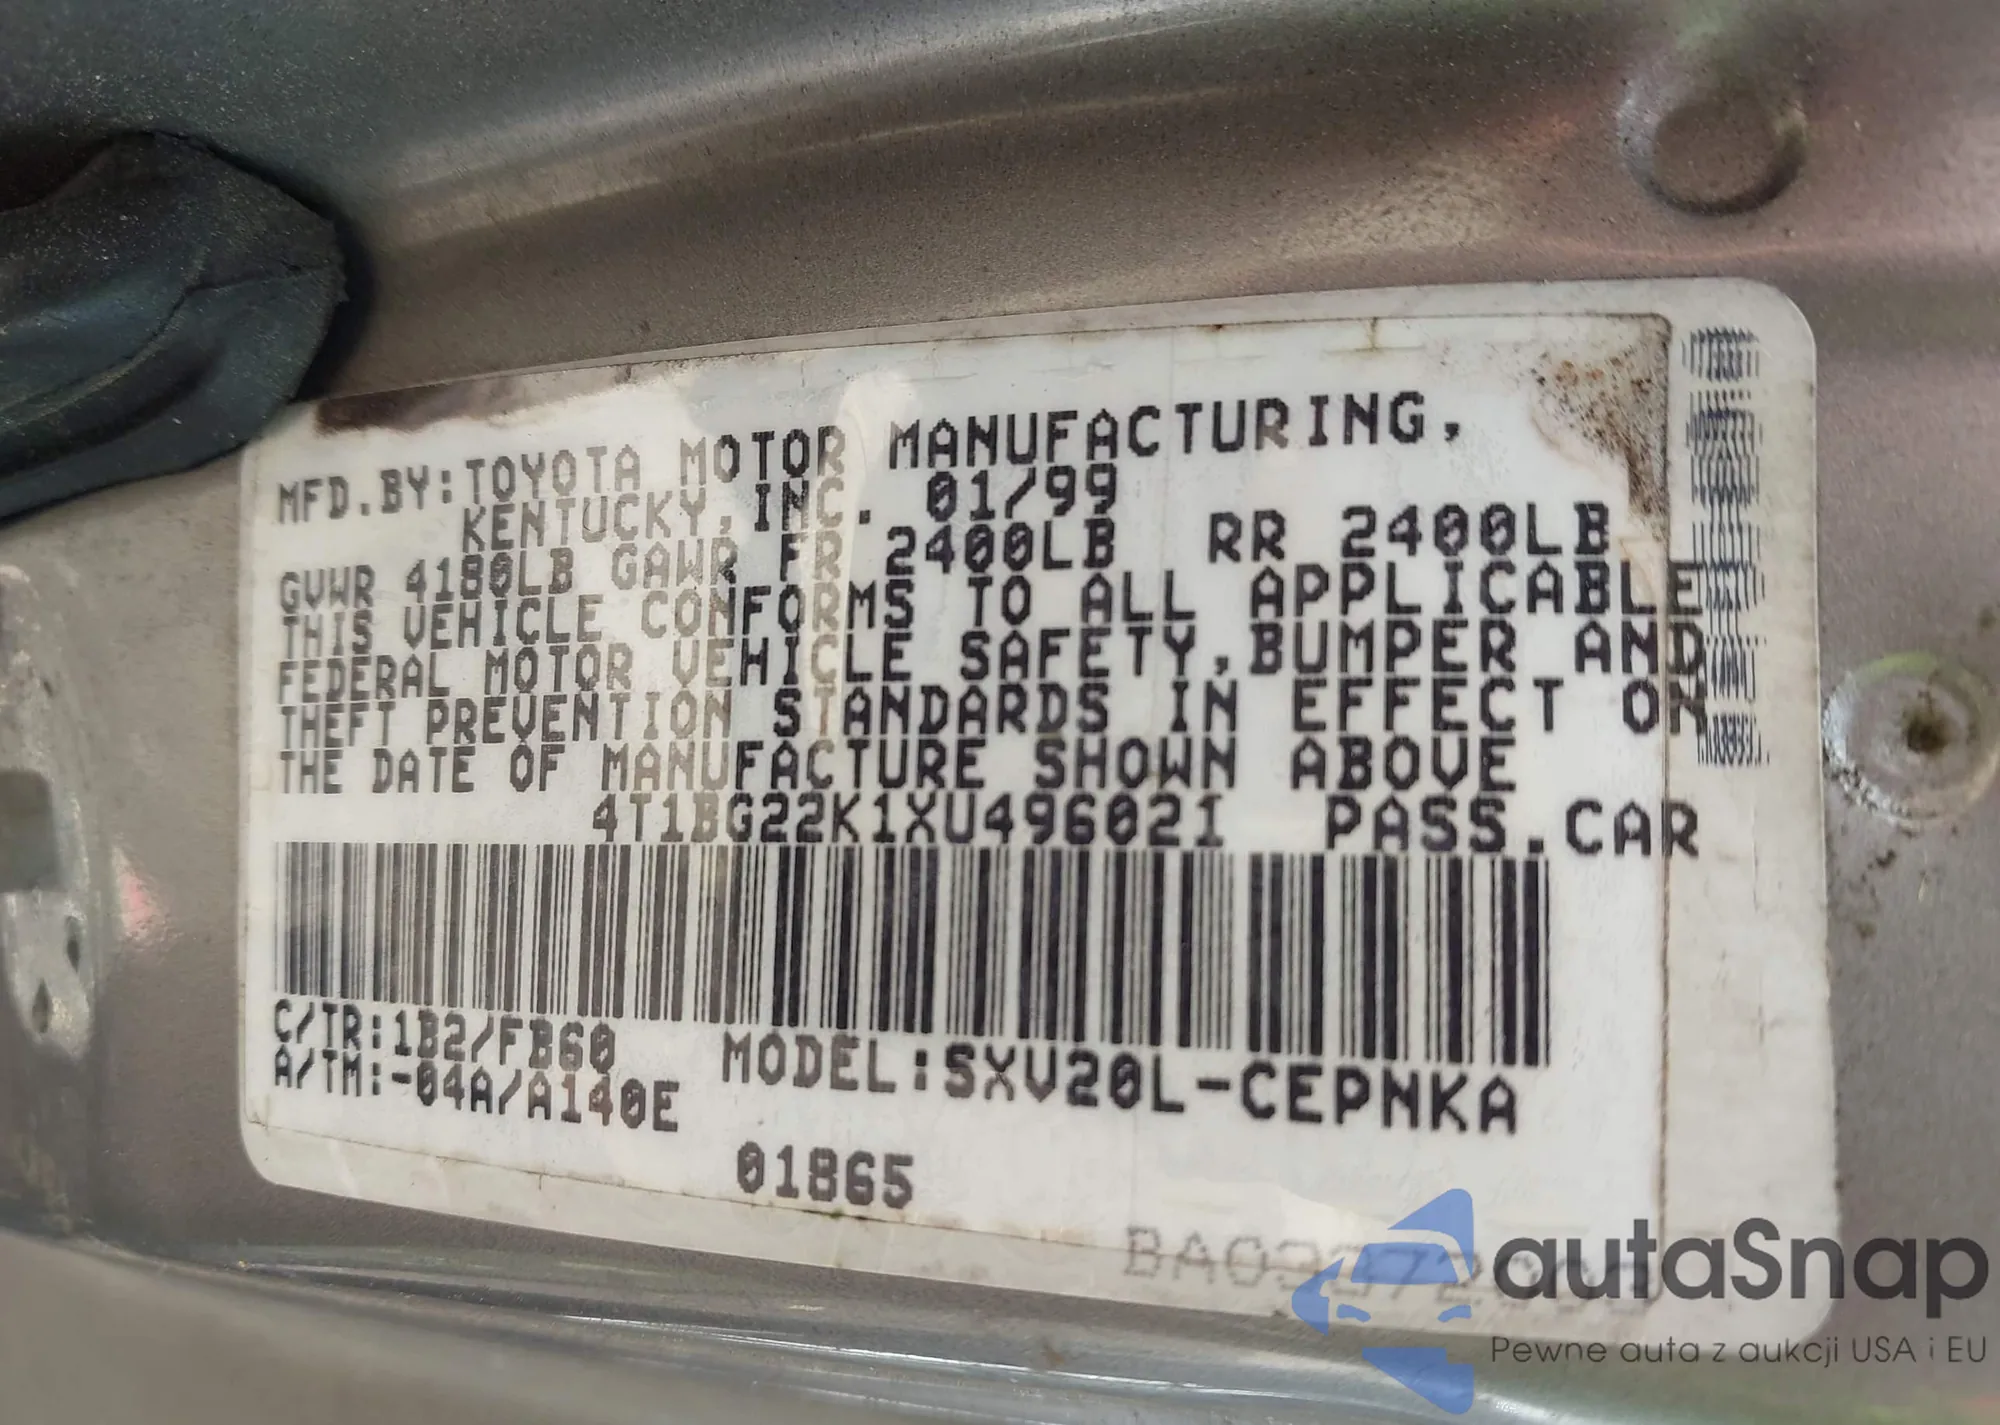 MFD.BY:TOYOTA MOTOR MANUFACTURING,
KENTUCKY,INC. 01/99
GVWR 4180LB GAWR FR 2400LB RR 2400LB
THIS VEHICLE CONFORMS TO ALL APPLICABLE
FEDERAL MOTOR VEHICLE SAFETY,BUMPER AND
THEFT PREVENTION STANDARDS IN EFFECT ON
THE DATE OF MANUFACTURE SHOWN ABOVE
4T1BG22K1XU496021 PASS.CAR
C/TR:1B2/FB60
A/TM:-04A/A140E
MODEL:SXV20L-CEPNKA
01865
autaSnap
Pewne auta z aukcji USA i EU